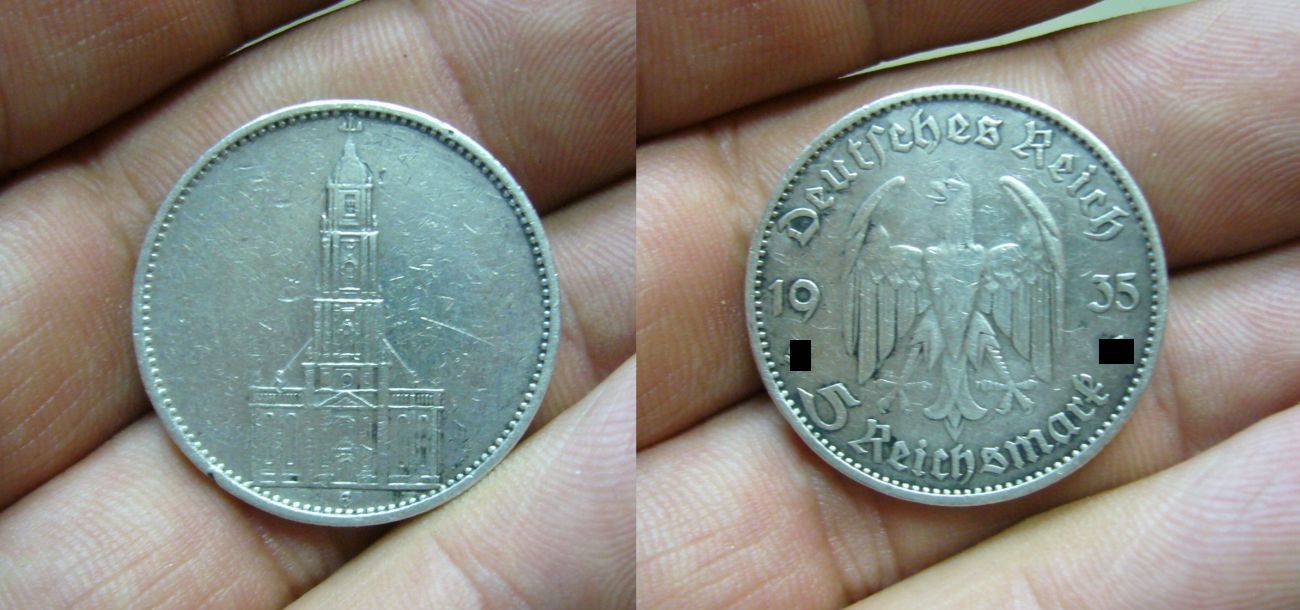 Deutsches Reich
19 35
5 Reichsmark